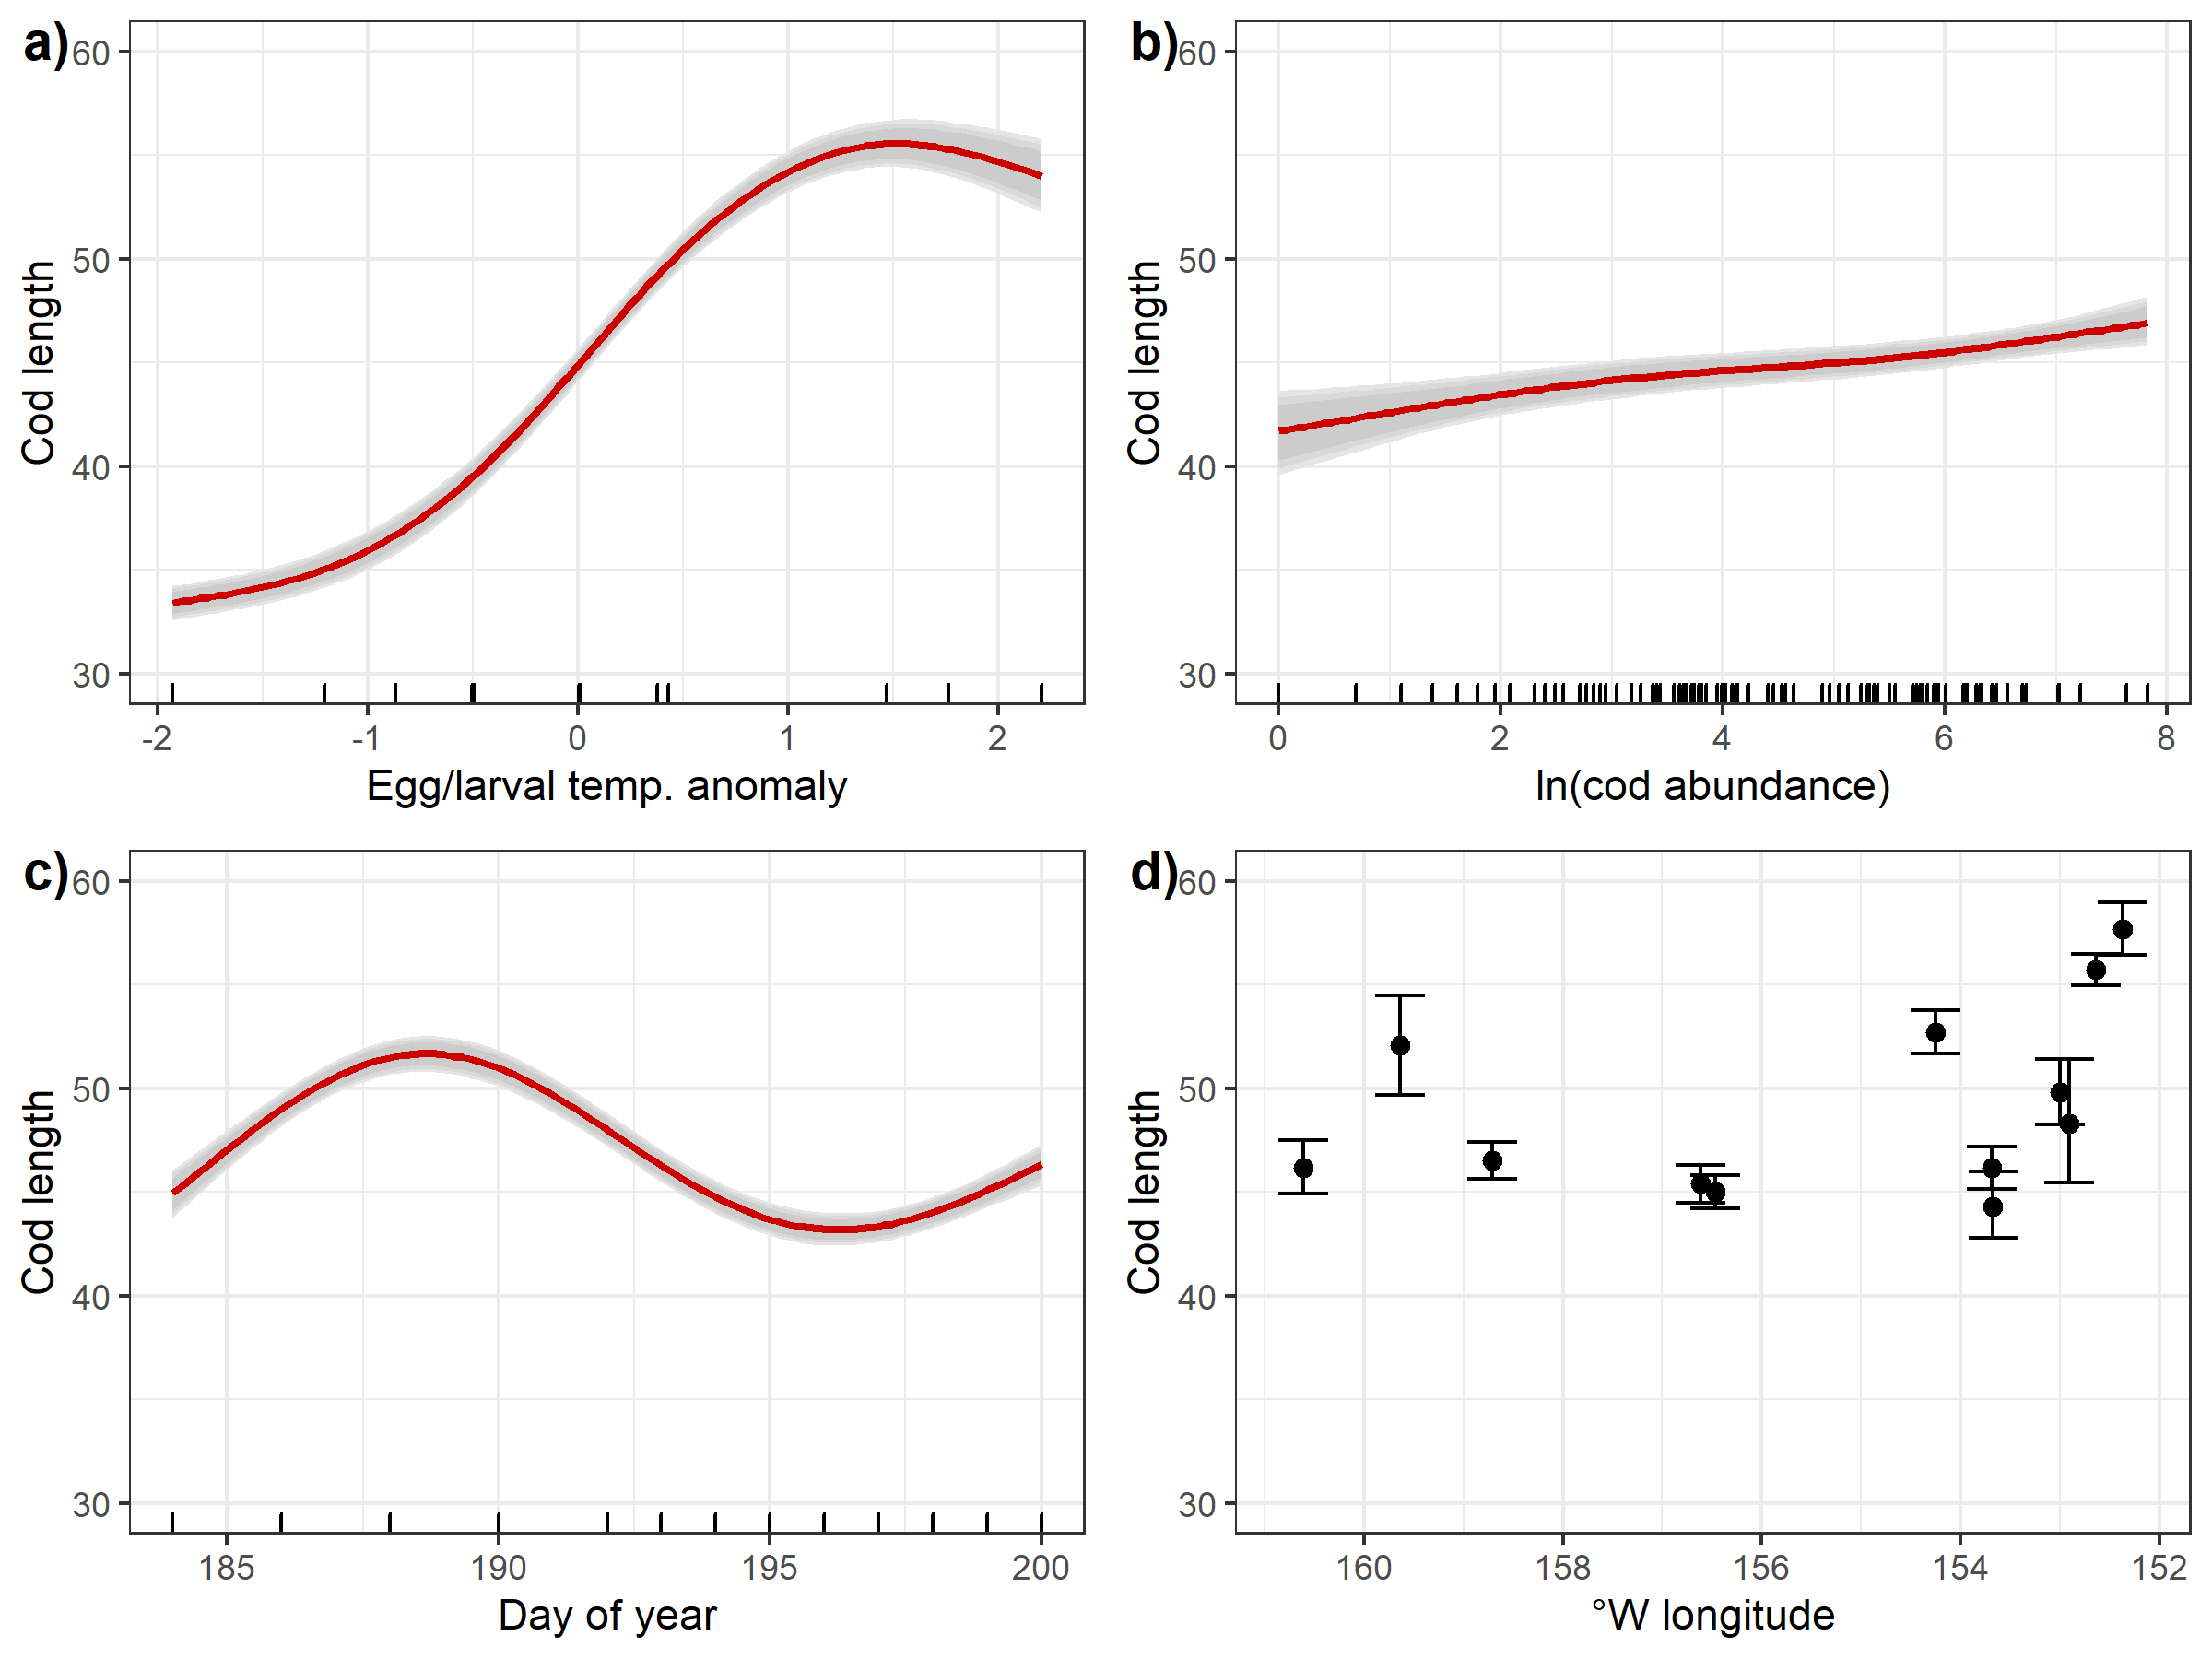 a)
60
50
40
30
Cod length
-2 -1 0 1 2
Egg/larval temp. anomaly
b)
60
50
40
30
Cod length
0 2 4 6 8
ln(cod abundance)
c)
60
50
40
30
Cod length
185 190 195 200
Day of year
d)
60
50
40
30
Cod length
160 158 156 154 152
°W longitude